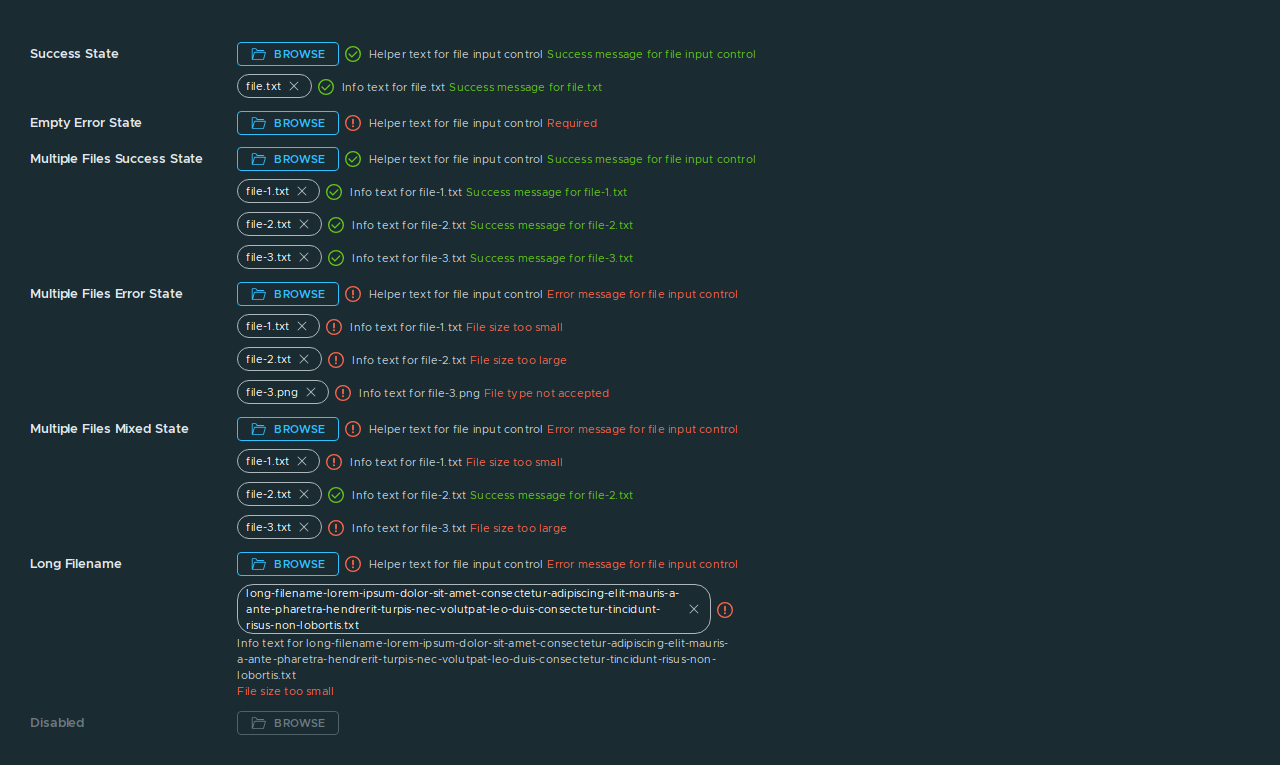 Success State BROWSE Helper text for file input control Success message for file input control
file.txt Info text for file.txt Success message for file.txt
Empty Error State BROWSE Helper text for file input control Required
Multiple Files Success State BROWSE Helper text for file input control Success message for file input control
file-1.txt Info text for file-1.txt Success message for file-1.txt
file-2.txt Info text for file-2.txt Success message for file-2.txt
file-3.txt Info text for file-3.txt Success message for file-3.txt
Multiple Files Error State BROWSE Helper text for file input control Error message for file input control
file-1.txt Info text for file-1.txt File size too small
file-2.txt Info text for file-2.txt File size too large
file-3.png Info text for file-3.png File type not accepted
Multiple Files Mixed State BROWSE Helper text for file input control Error message for file input control
file-1.txt Info text for file-1.txt File size too small
file-2.txt Info text for file-2.txt Success message for file-2.txt
file-3.txt Info text for file-3.txt File size too large
Long Filename BROWSE Helper text for file input control Error message for file input control
long-filename-lorem-ipsum-dolor-sit-amet-consectetur-adipiscing-elit-mauris-a-
ante-pharetra-hendrerit-turpis-nec-volutpat-leo-duis-consectetur-tincidunt-
risus-non-lobortis.txt
Info text for long-filename-lorem-ipsum-dolor-sit-amet-consectetur-adipiscing-elit-mauris-
a-ante-pharetra-hendrerit-turpis-nec-volutpat-leo-duis-consectetur-tincidunt-risus-non-
lobortis.txt
File size too small
Disabled BROWSE